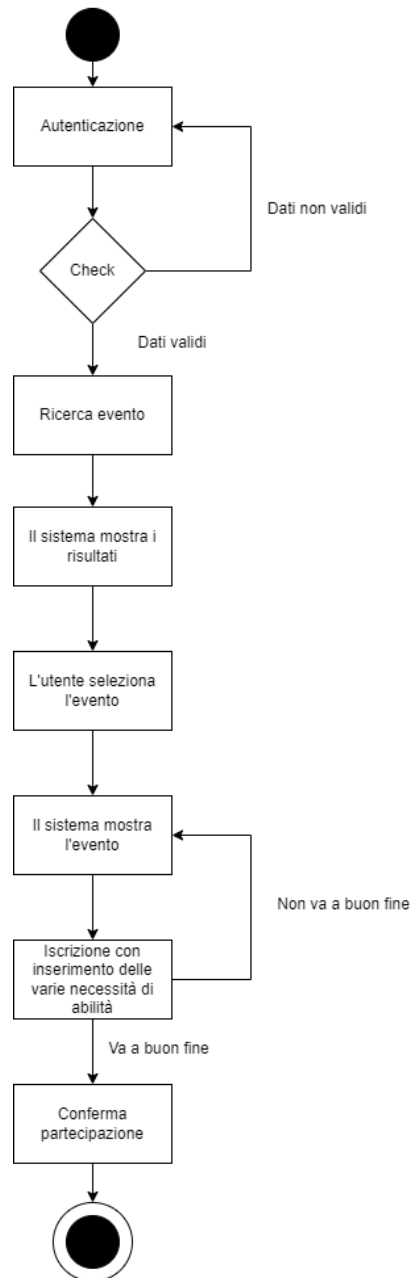 Autenticazione
Dati non validi
Check
Dati validi
Ricerca evento
Il sistema mostra i
risultati
L'utente seleziona
l'evento
Il sistema mostra
l'evento
Non va a buon fine
Iscrizione con
inserimento delle
varie necessità di
abilità
Va a buon fine
Conferma
partecipazione